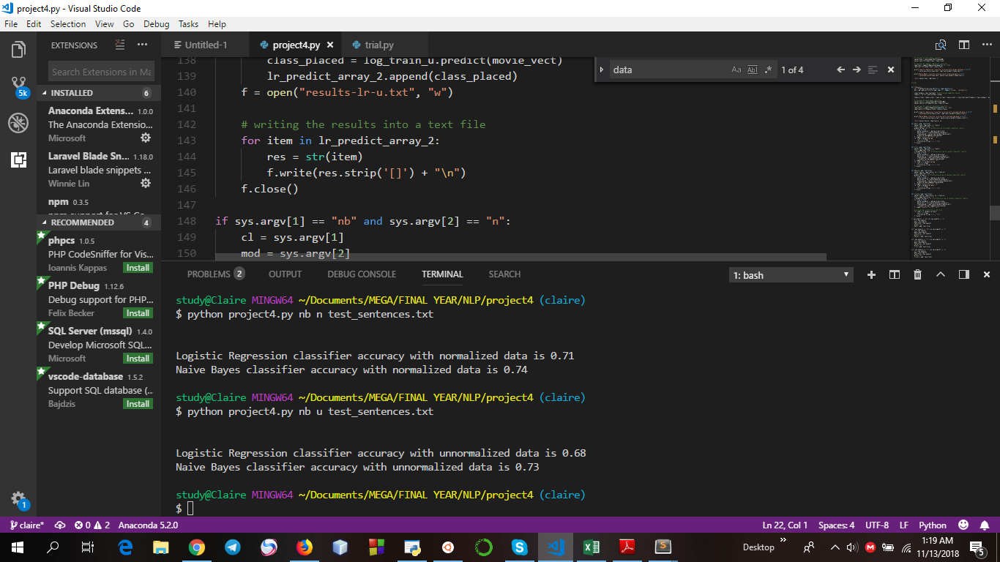 project4.py - Visual Studio Code
File Edit Selection View Go Debug Tasks Help
EXTENSIONS
Untitled-1 project4.py trial.py
Search Extensions in Ma
5k
INSTALLED 6
Anaconda Extens... 1.0.0
The Anaconda Extensio...
Microsoft
Laravel Blade Sn... 1.18.0
Laravel blade snippets ...
Winnie Lin
npm 0.3.5
npm support for VS Co
RECOMMENDED 4
phpcs 1.0.5
PHP CodeSniffer for Vis...
Ioannis Kappas Install
PHP Debug 1.12.6
Debug support for PHP...
Felix Becker Install
SQL Server (mssql) 1.4.0
Develop Microsoft SQL...
Microsoft Install
vscode-database 1.5.2
Support SQL database (...
Bajdzis Install
1
data Aa Abl .* 1 of 4
138 class_placed = log_train_u.predict(movie_vect)
139 lr_predict_array_2.append(class_placed)
140 f = open("results-lr-u.txt", "w")
141
142 # writing the results into a text file
143 for item in lr_predict_array_2:
144 res = str(item)
145 f.write(res.strip('[]') + "\n")
146 f.close()
147
148 if sys.argv[1] == "nb" and sys.argv[2] == "n":
149 cl = sys.argv[1]
150 mod = sys.argv[2]
PROBLEMS 2 OUTPUT DEBUG CONSOLE TERMINAL SEARCH 1: bash
study@Claire MINGW64 ~/Documents/MEGA/FINAL YEAR/NLP/project4 (claire)
$ python project4.py nb n test_sentences.txt
Logistic Regression classifier accuracy with normalized data is 0.71
Naive Bayes classifier accuracy with normalized data is 0.74
study@Claire MINGW64 ~/Documents/MEGA/FINAL YEAR/NLP/project4 (claire)
$ python project4.py nb u test_sentences.txt
Logistic Regression classifier accuracy with unnormalized data is 0.68
Naive Bayes classifier accuracy with unnormalized data is 0.73
study@Claire MINGW64 ~/Documents/MEGA/FINAL YEAR/NLP/project4 (claire)
$
claire* 0 2 Anaconda 5.2.0 Ln 22, Col 1 Spaces: 4 UTF-8 LF Python
Desktop 1:19 AM
11/13/2018
5